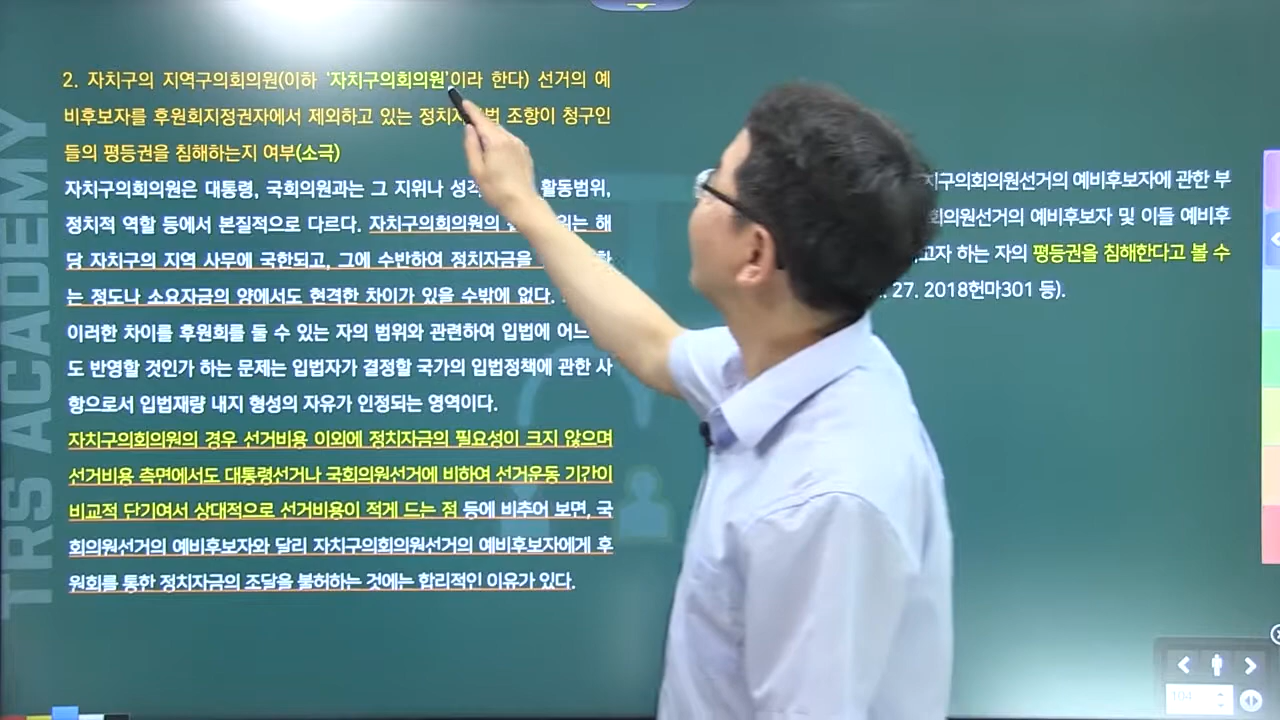 2. 자치구의 지역구의회의원(이하 '자치구의회의원'이라 한다) 선거의 예
비후보자를 후원회지정권자에서 제외하고 있는 조항이 청구인
들의 평등권을 침해하는지 여부(소극)
자치구의회의원은 대통령, 국회의원과는 그 지위나 활동범위,
정치적 역할 등에서 본질적으로 다르다. 자치구의회의원의 해
당 자치구의 지역 사무에 국한되고, 그에 수반하여 정치자금을
는 정도나 소요자금의 양에서도 현격한 차이가 있을 수밖에 없다.
이러한 차이를 후원회를 둘 수 있는 자의 범위와 관련하여 입법에
도 반영할 것인가 하는 문제는 입법자가 결정할 국가의 입법정책에 관한 사
항으로서 입법재량 내지 형성의 자유가 인정되는 영역이다.
자치구의회의원의 경우 선거비용 이외에 정치자금의 필요성이 크지 않으며
선거비용 측면에서도 대통령선거나 국회의원선거에 비하여 선거운동 기간이
비교적 단기여서 상대적으로 선거비용이 적게 드는 점 등에 비추어 보면, 국
회의원선거의 예비후보자와 달리 자치구의회의원선거의 예비후보자에게 후
원회를 통한 정치자금의 조달을 불허하는 것에는 합리적인 이유가 있다.
치구의회의원선거의 예비후보자에 관한 부
회의원선거의 예비후보자 및 이들 예비후
고자 하는 자의 평등권을 침해한다고 볼 수
27. 2018헌마301 등).
TRS ACADEMY
104